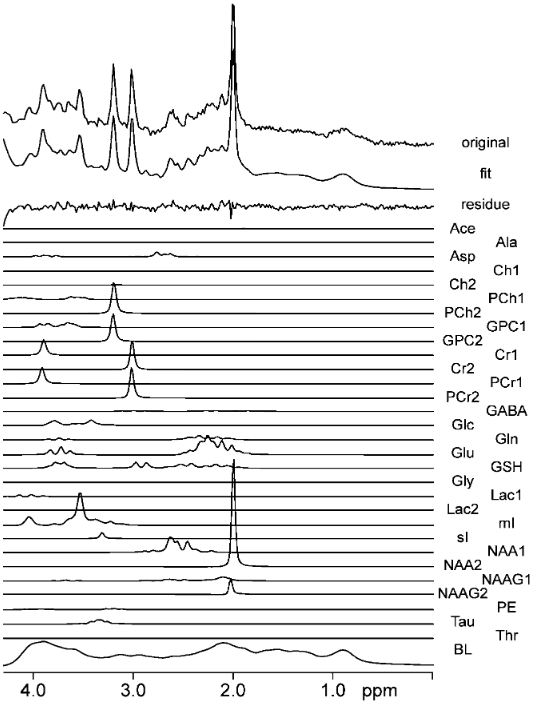 original
fit
residue
Ace
Ala
Asp
Ch1
Ch2
PCh1
PCh2
GPC1
GPC2
Cr1
Cr2
PCr1
PCr2
GABA
Glc
Gln
Glu
GSH
Gly
Lac1
Lac2
mI
sI
NAA1
NAA2
NAAG1
NAAG2
PE
Tau
Thr
BL
4.0 3.0 2.0 1.0 ppm